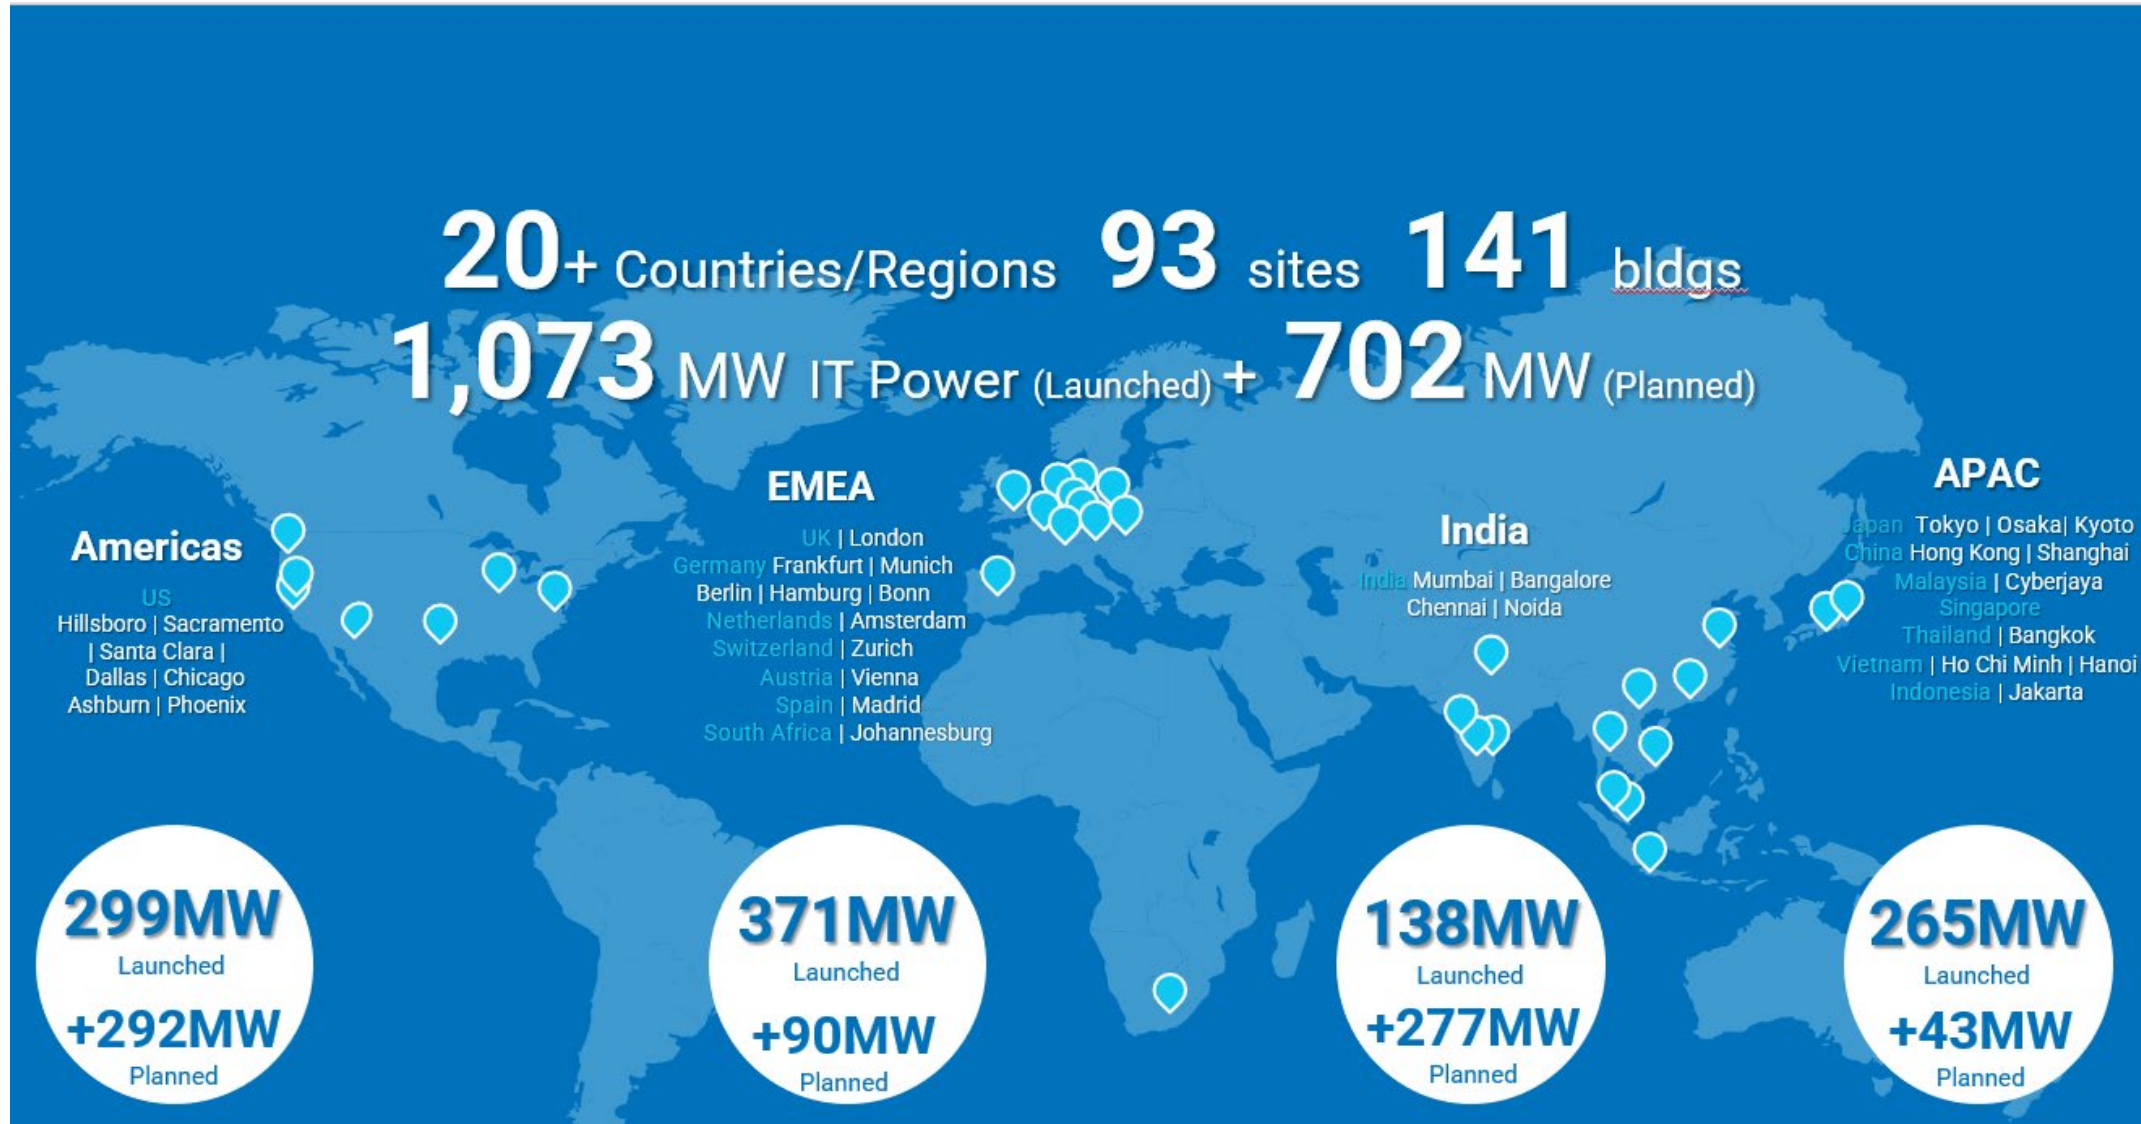 20+ Countries/Regions 93 sites 141 bldgs
1,073 MW IT Power (Launched) + 702 MW (Planned)
Americas
US
Hillsboro | Sacramento
| Santa Clara |
Dallas | Chicago
Ashburn | Phoenix
299MW
Launched
+292MW
Planned
EMEA
UK | London
Germany Frankfurt | Munich
Berlin | Hamburg | Bonn
Netherlands | Amsterdam
Switzerland | Zurich
Austria | Vienna
Spain | Madrid
South Africa | Johannesburg
371MW
Launched
+90MW
Planned
India
India Mumbai | Bangalore
Chennai | Noida
138MW
Launched
+277MW
Planned
APAC
Japan Tokyo | Osaka| Kyoto
China Hong Kong | Shanghai
Malaysia | Cyberjaya
Singapore
Thailand | Bangkok
Vietnam | Ho Chi Minh | Hanoi
Indonesia | Jakarta
265MW
Launched
+43MW
Planned